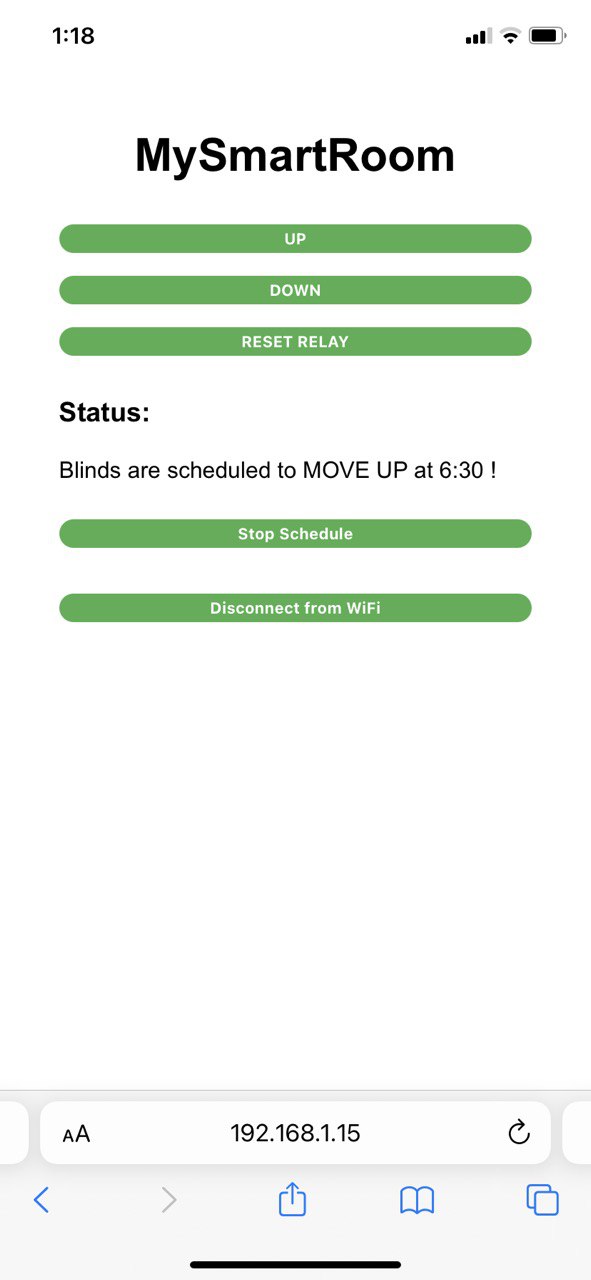 1:18
MySmartRoom
UP
DOWN
RESET RELAY
Status:
Blinds are scheduled to MOVE UP at 6:30 !
Stop Schedule
Disconnect from WiFi
AA
192.168.1.15